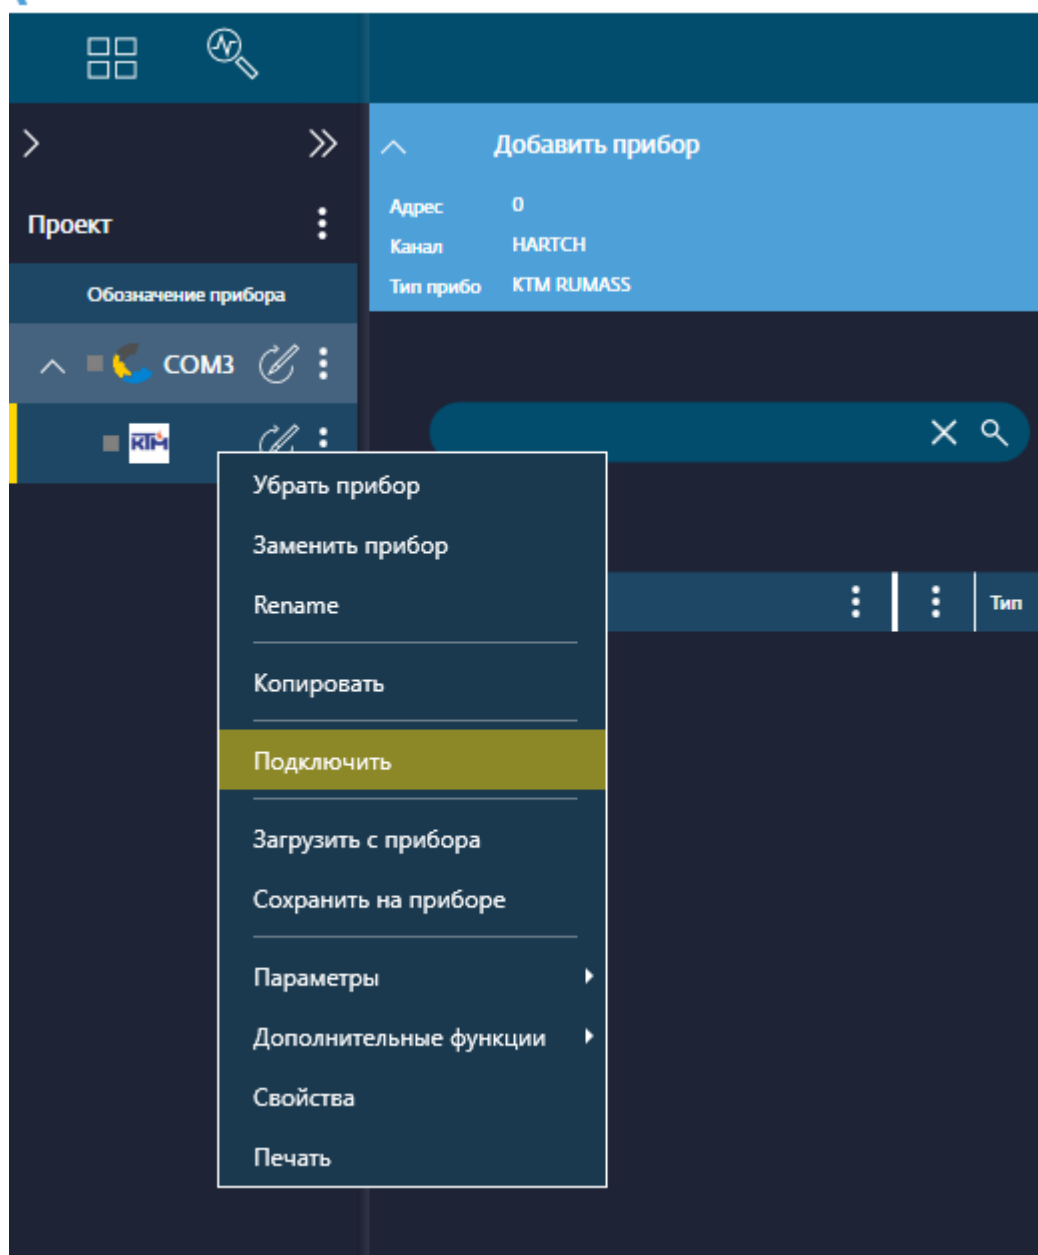 Добавить прибор
Адрес 0
Канал HARTCH
Тип прибо KTM RUMASS
Проект
Обозначение прибора
COM3
КТМ
Убрать прибор
Заменить прибор
Rename
Копировать
Подключить
Загрузить с прибора
Сохранить на приборе
Параметры
Дополнительные функции
Свойства
Печать
Тип